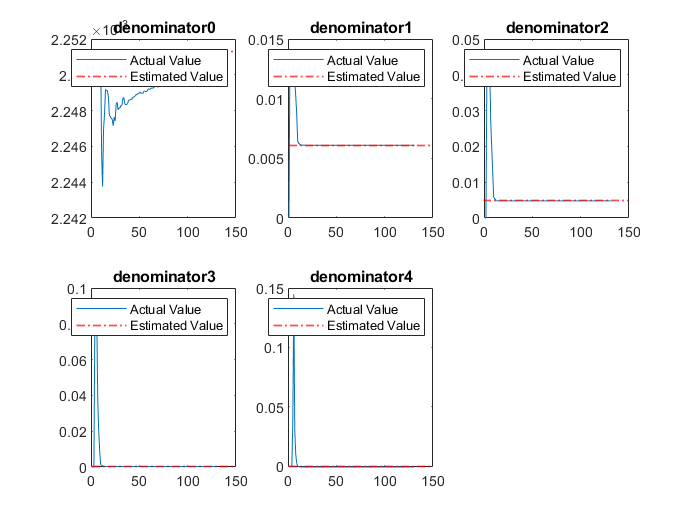 ×10
denominator0
2.252
2.248
2.246
2.244
2.242
0
50
100
150
Actual Value
Estimated Value
denominator1
0.015
0.01
0.005
0
0
50
100
150
Actual Value
Estimated Value
denominator2
0.05
0.03
0.02
0.01
0
0
50
100
150
Actual Value
Estimated Value
denominator3
0.1
0.06
0.04
0.02
0
0
50
100
150
Actual Value
Estimated Value
denominator4
0.15
0.1
0.05
0
0
50
100
150
Actual Value
Estimated Value